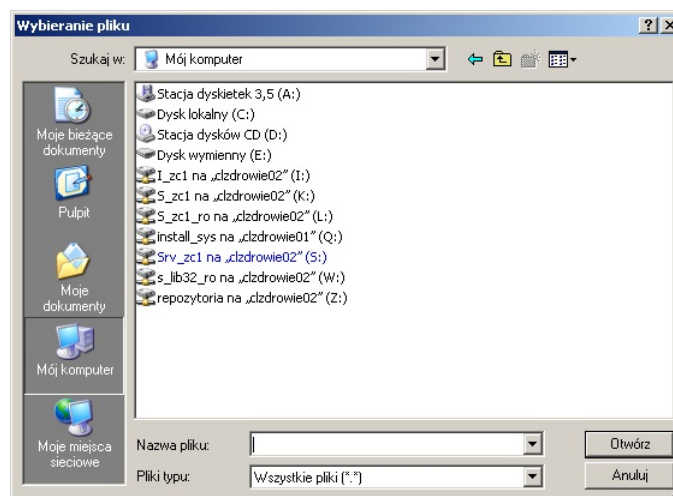 Wybieranie pliku
Szukaj w:
Mój komputer
Moje bieżące
dokumenty
Pulpit
Moje
dokumenty
Mój komputer
Moje miejsca
sieciowe
Stacja dyskietek 3,5 (A:)
Dysk lokalny (C:)
Stacja dysków CD (D:)
Dysk wymienny (E:)
I_zc1 na „clzdrowie02” (I:)
S_zc1 na „clzdrowie02” (K:)
S_zc1_ro na „clzdrowie02” (L:)
install_sys na „clzdrowie01” (Q:)
Srv_zc1 na „clzdrowie02” (S:)
s_lib32_ro na „clzdrowie02” (W:)
repozytoria na „clzdrowie02” (Z:)
Nazwa pliku:
Otwórz
Pliki typu:
Wszystkie pliki (*.*)
Anuluj